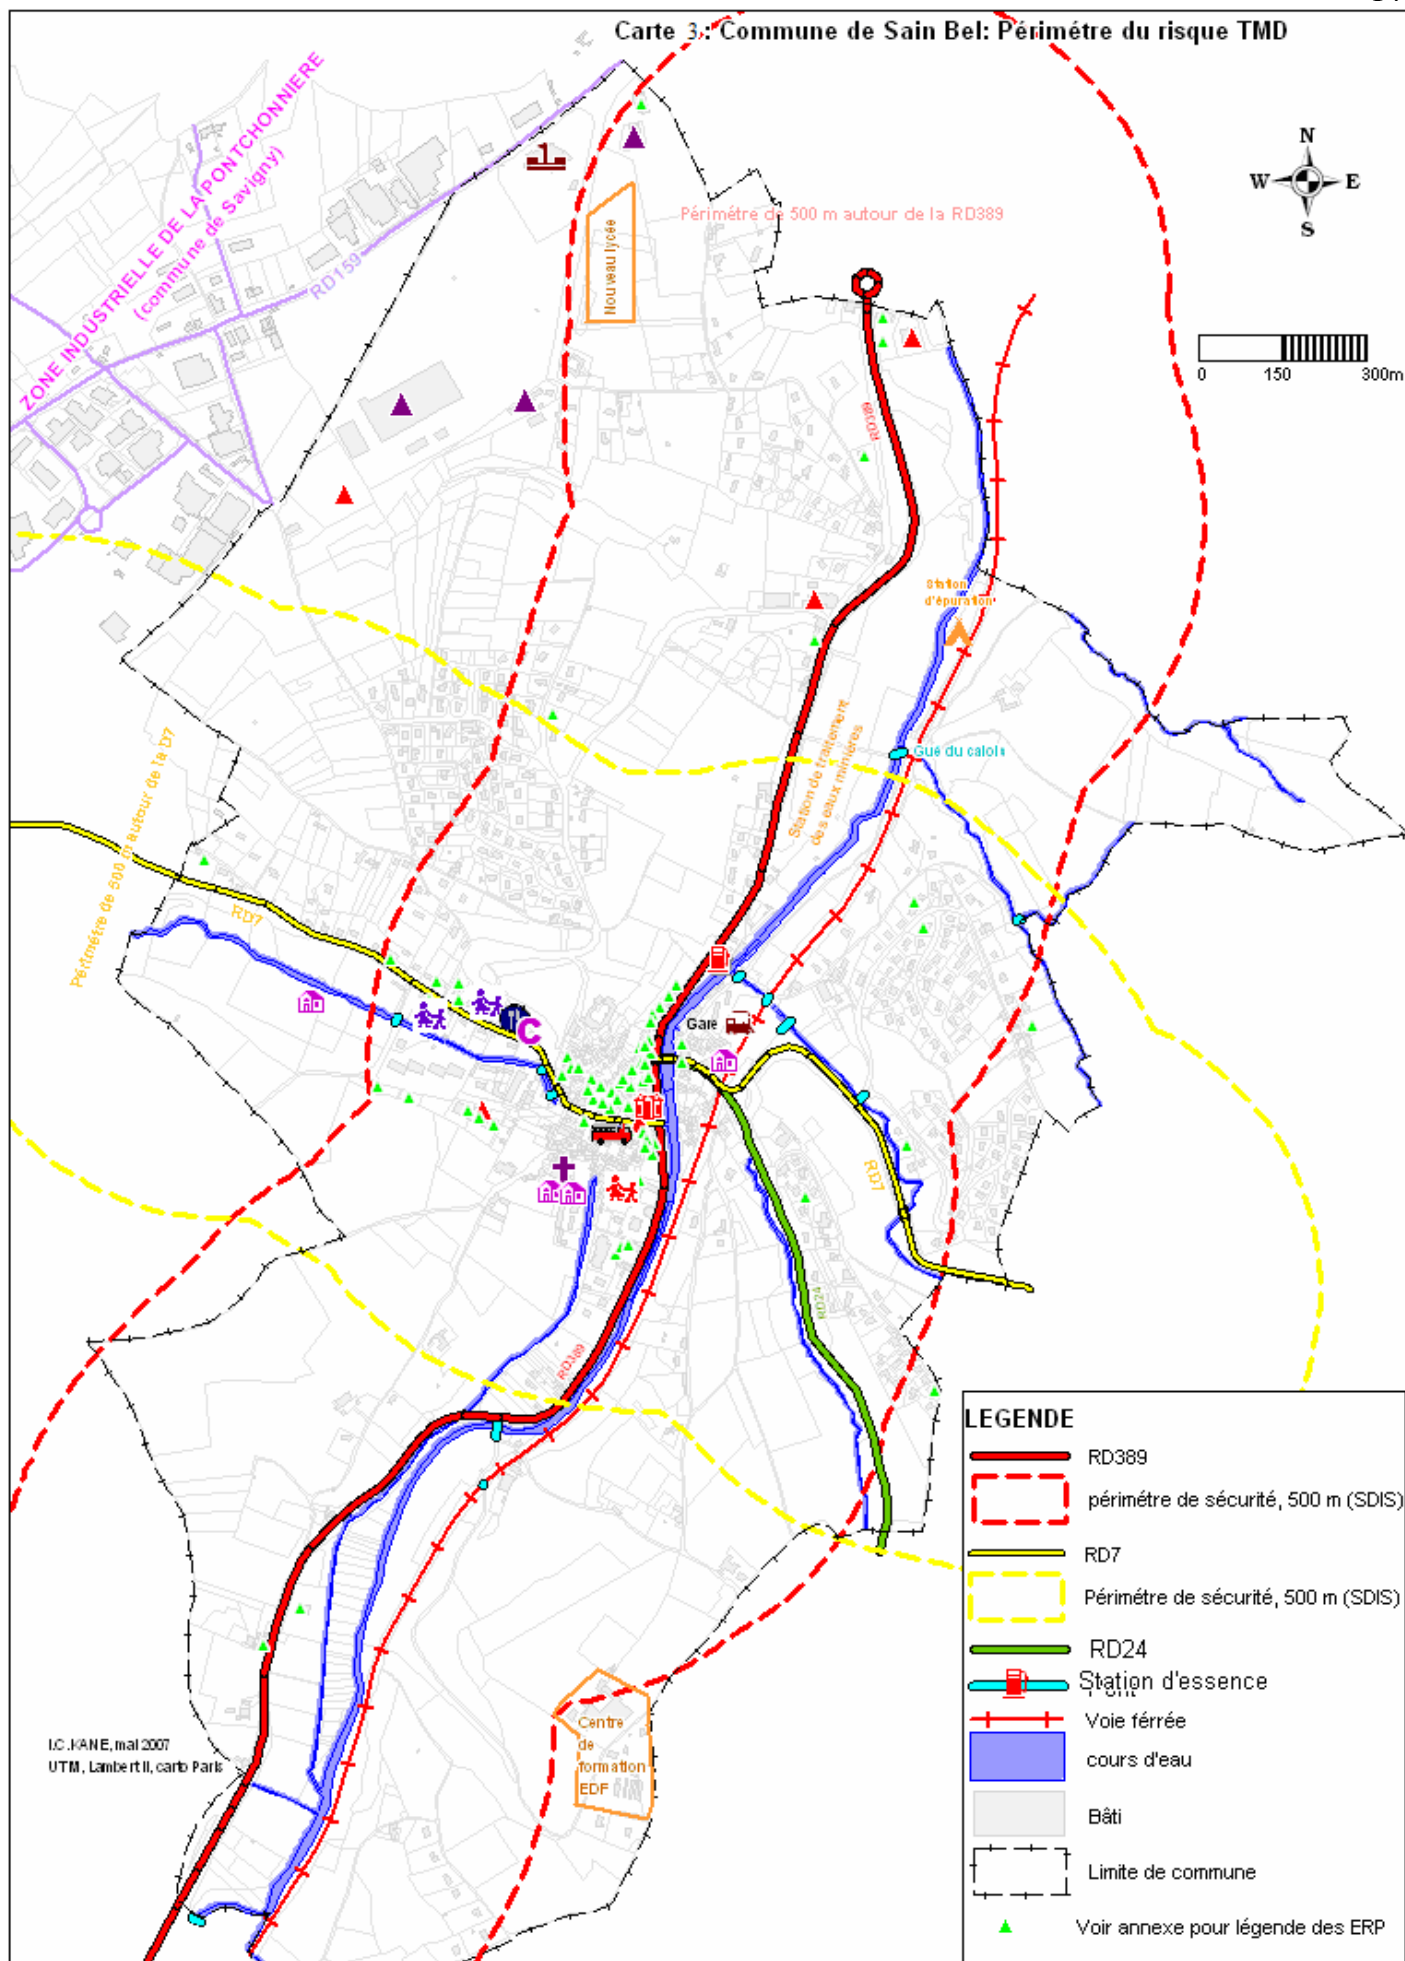 Carte 3: Commune de Sain Bel: Périmétre du risque TMD
ZONE INDUSTRIELLE DE LA PONTCHONNIERE
(commune de Savigny)
RD159
N
W E
S
Nouveau lycée
Périmétre de 500 m autour de la RD389
0 150 300m
RD389
Station
d'épuration
Station de traitement
des eaux minières
Gué du calois
Périmétre de 500 m autour de la D7
RD7
C
Gare
RD7
RD24
RD389
Centre
de
formation
EDF
I.C.KANE, mai 2007
UTM, Lambert II, carto Paris
LEGENDE
RD389
périmétre de sécurité, 500 m (SDIS)
RD7
Périmétre de sécurité, 500 m (SDIS)
RD24
Station d'essence
Voie férrée
cours d'eau
Bâti
Limite de commune
Voir annexe pour légende des ERP